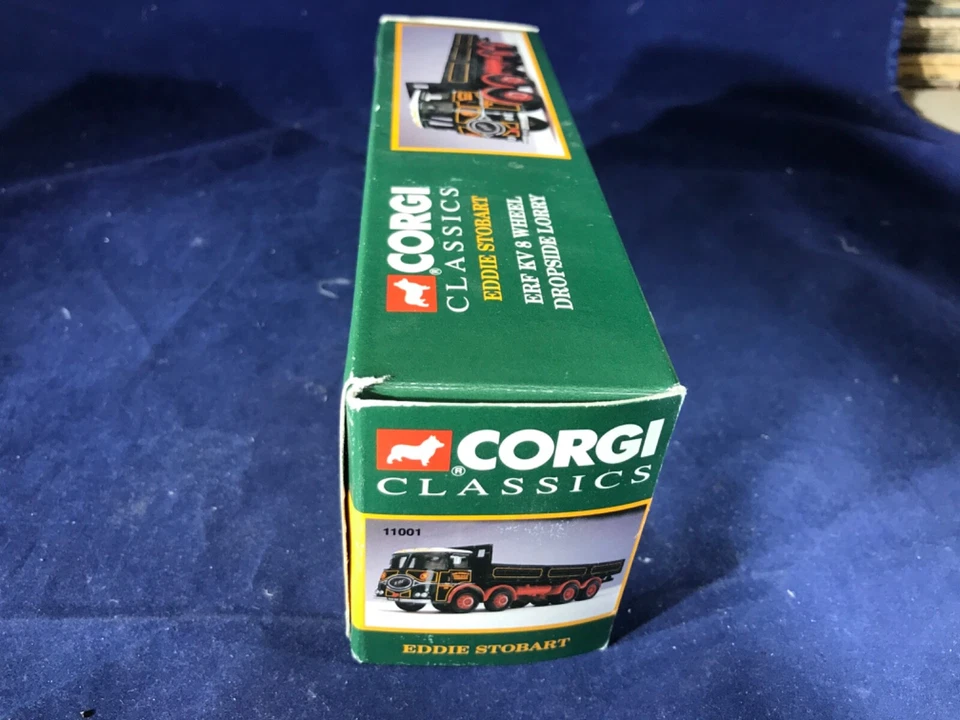 CORGI
CLASSICS
EDDIE STOBART
ERF KV 8 WHEEL
DROPSIDE LORRY
® CORGI
CLASSICS
11001
EDDIE STOBART